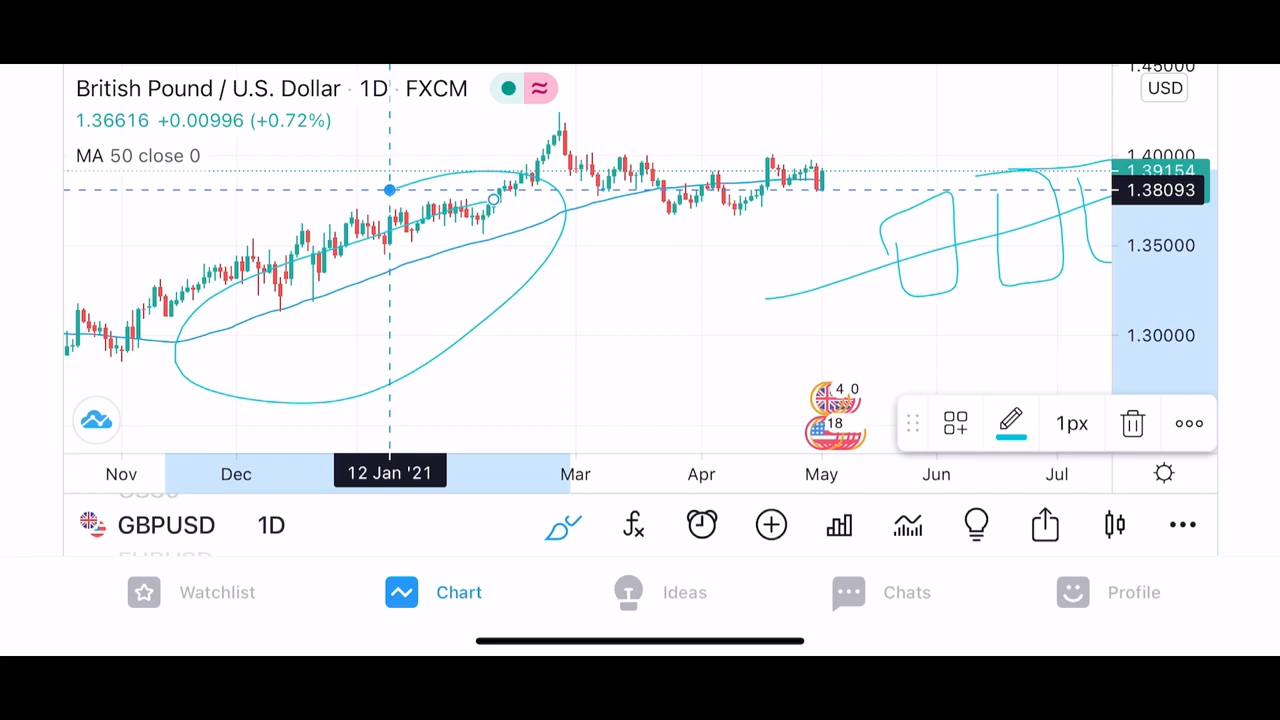 1.45000
British Pound / U.S. Dollar · 1D · FXCM
USD
1.36616 +0.00996 (+0.72%)
MA 50 close 0
1.40000
1.39154
1.38093
1.35000
1.30000
4 0
18
1px
Nov Dec 12 Jan '21 Mar Apr May Jun Jul
GBPUSD 1D
EURUSD
Watchlist Chart Ideas Chats Profile